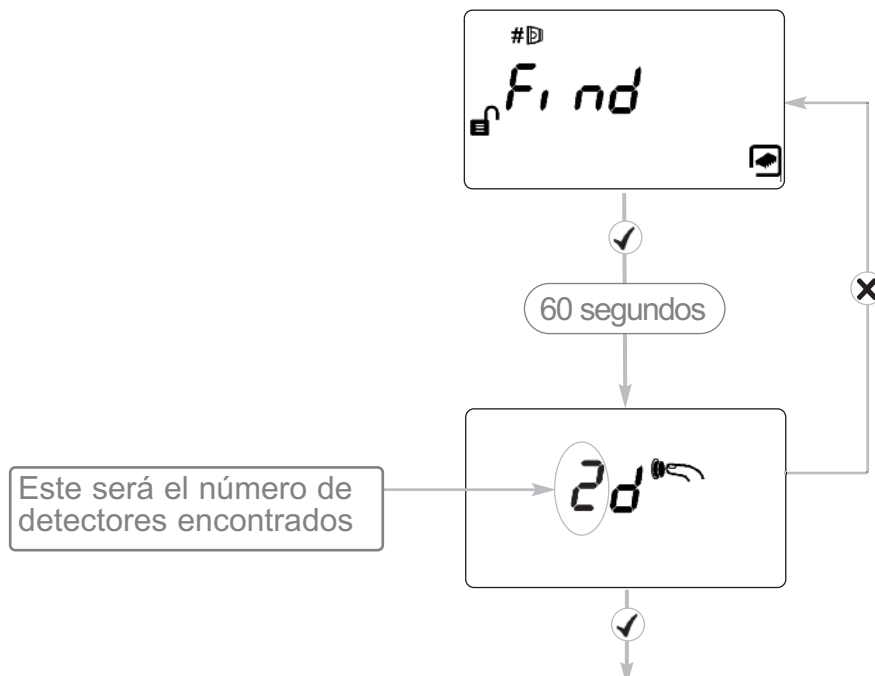 #
Find
60 segundos
2d
Este será el número de
detectores encontrados